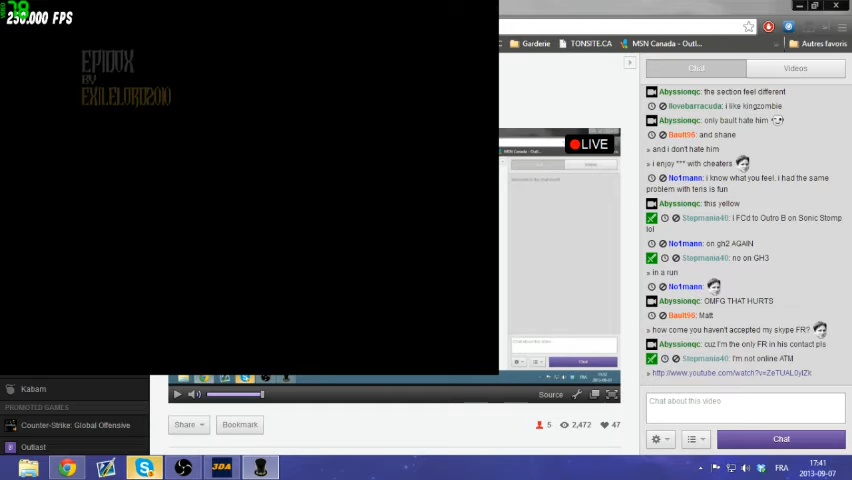 250.000 FPS
EPIDOX
BY
EXILELORD2010
Garderie
TONSITE.CA
MSN Canada - Outl...
Autres favoris
LIVE
Chat
Videos
Abyssionqc: the section feel different
Ilovebarracuda: i like kingzombie
Abyssionqc: only bault hate him
Bault96: and shane
» and i don't hate him
» i enjoy *** with cheaters
No1mann: i know what you feel. i had the same
problem with teris is fun
Abyssionqc: this yellow
Stepmania40: i FCd to Outro B on Sonic Stomp
lol
No1mann: on gh2 AGAIN
Stepmania40: no on GH3
» in a run
No1mann:
Abyssionqc: OMFG THAT HURTS
Bault96: Matt
» how come you haven't accepted my skype FR?
Abyssionqc: cuz I'm the only FR in his contact pls
Stepmania40: I'm not online ATM
» http://www.youtube.com/watch?v=ZeTUAL0yIZk
Chat about this video
Chat
Source
Share
Bookmark
5
2,472
47
Kabam
PROMOTED GAMES
Counter-Strike: Global Offensive
Outlast
3DA
FRA
17:41
2013-09-07